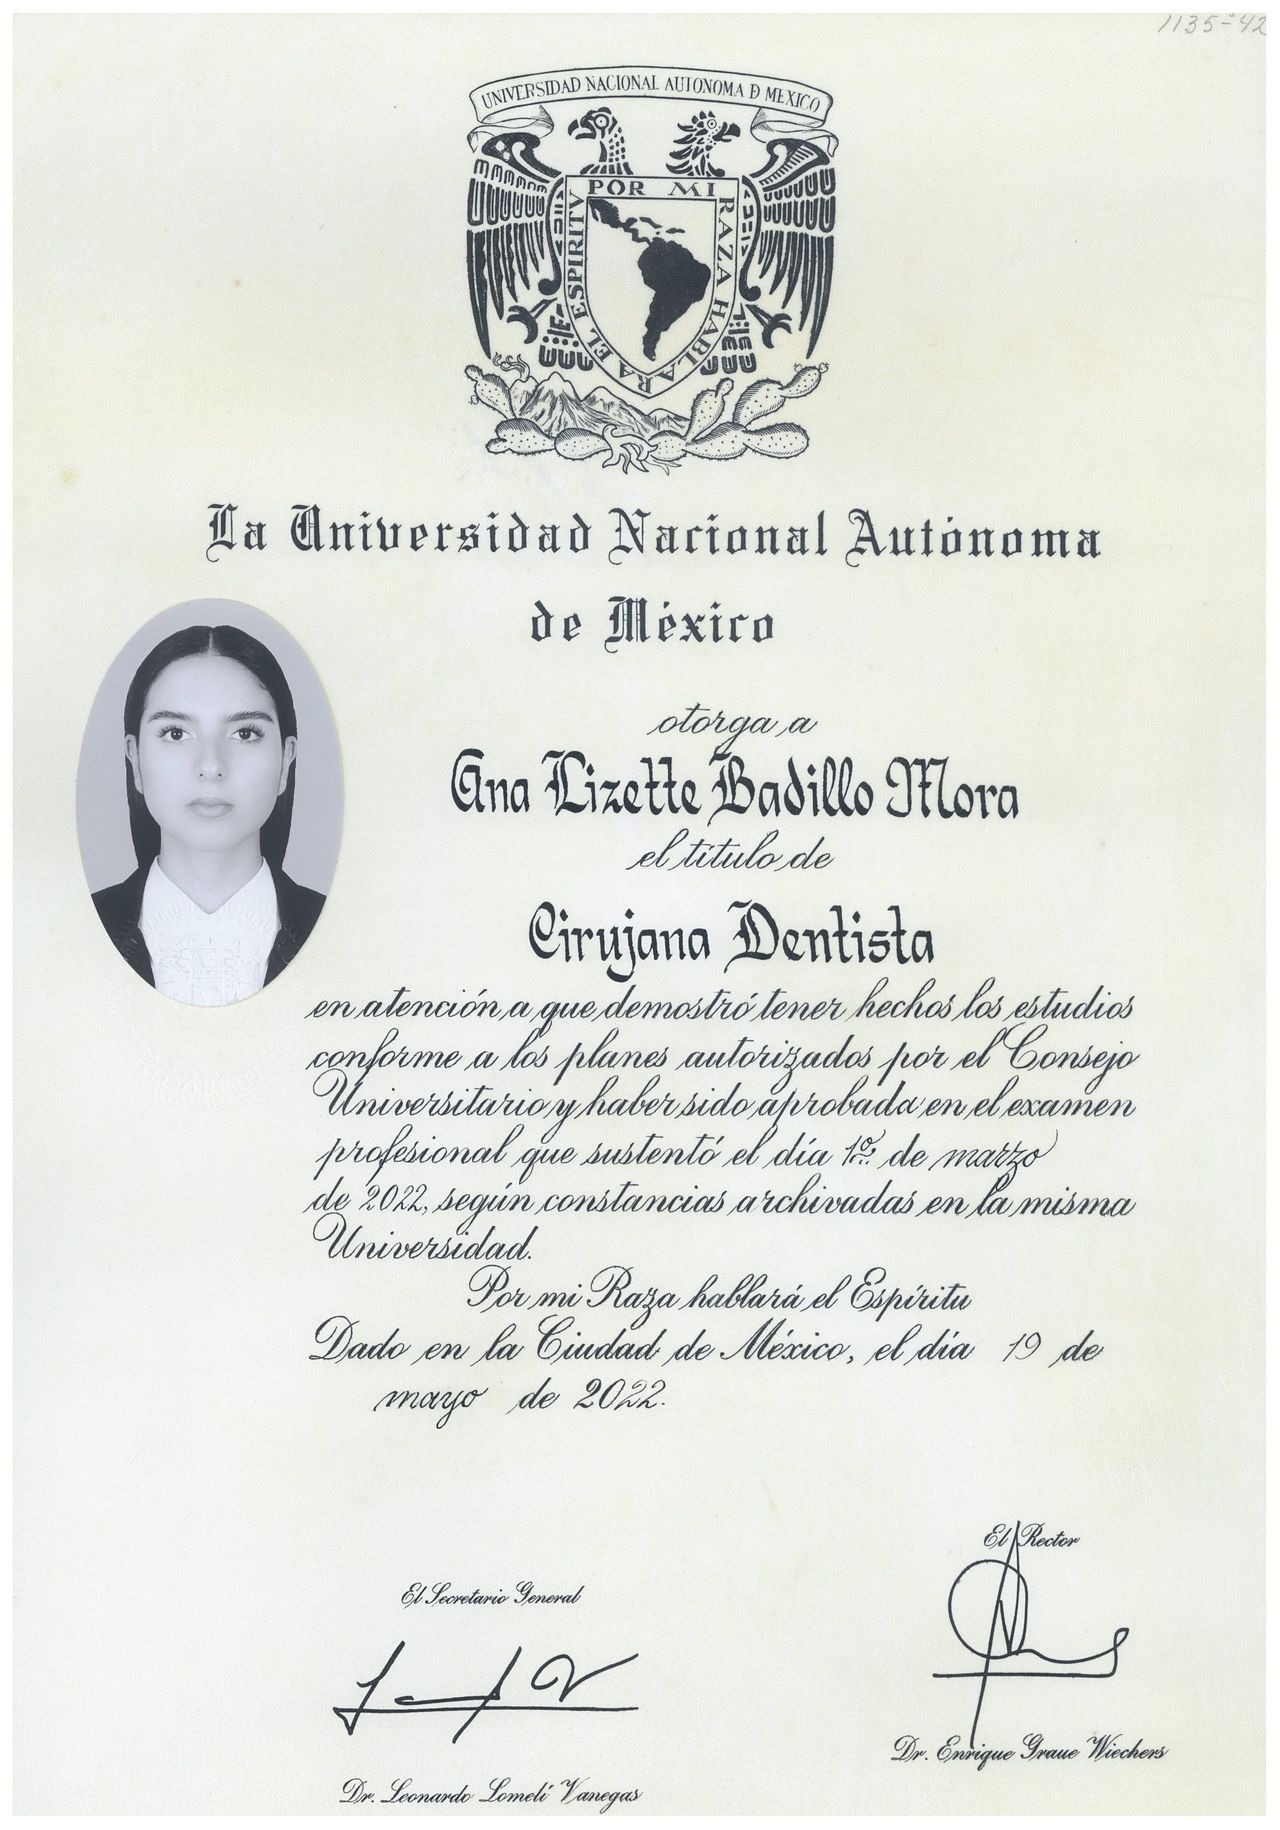 1135-42
UNIVERSIDAD NACIONAL AUTONOMA D MEXICO
POR MI RAZA HABLARA EL ESPIRITV
La Universidad Nacional Autónoma
de México
otorga a
Ana Lizette Badillo Mora
el título de
Cirujana Dentista
en atención a que demostró tener hechos los estudios
conforme a los planes autorizados por el Consejo
Universitario y haber sido aprobada en el examen
profesional que sustentó el día 1o. de marzo
de 2022, según constancias archivadas en la misma
Universidad.
Por mi Raza hablará el Espíritu
Dado en la Ciudad de México, el día 19 de
mayo de 2022.
El Rector
El Secretario General
Dr. Enrique Graue Wiechers
Dr. Leonardo Lomelí Vanegas